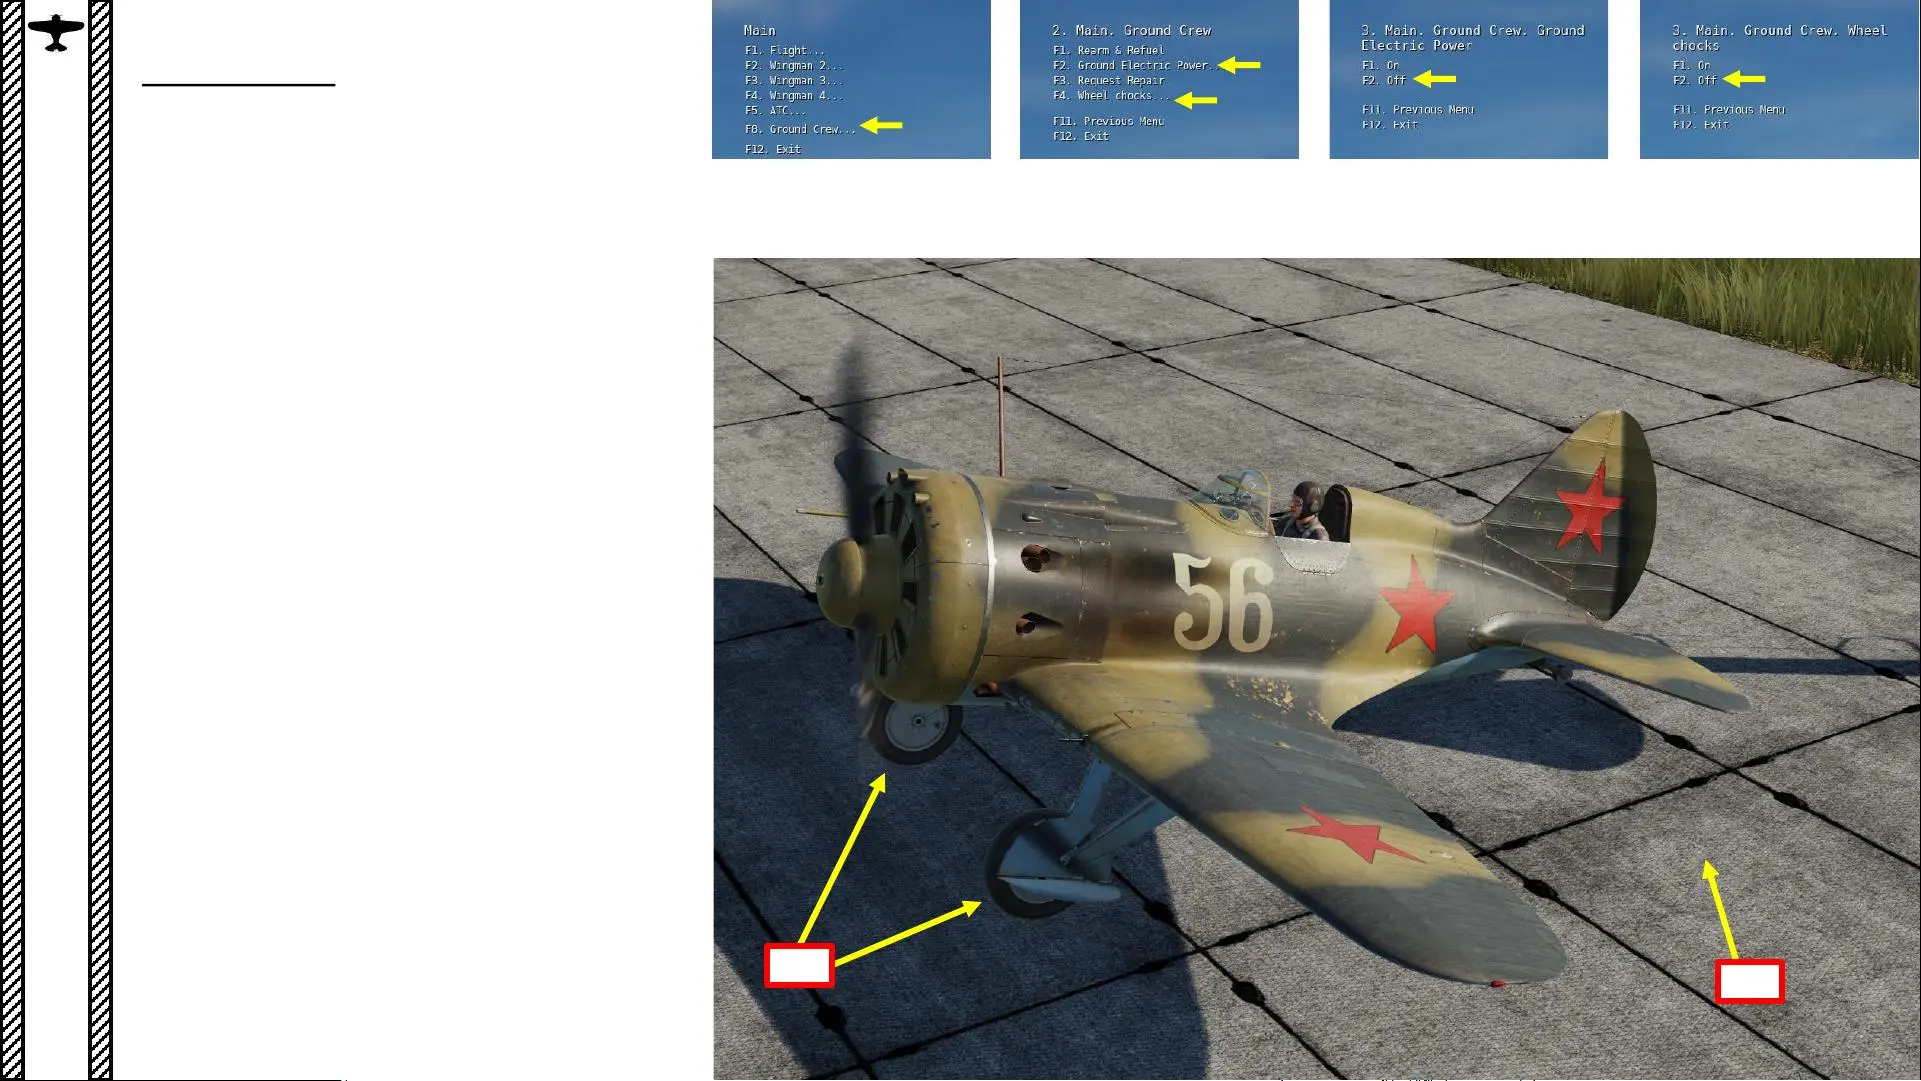 Main
F1. Flight...
F2. Wingman 2...
F3. Wingman 3...
F4. Wingman 4...
F5. ATC...
F8. Ground Crew...
F12. Exit
2. Main. Ground Crew
F1. Rearm & Refuel
F2. Ground Electric Power...
F3. Request Repair
F4. Wheel chocks...
F11. Previous Menu
F12. Exit
3. Main. Ground Crew. Ground
Electric Power
F1. On
F2. Off
F11. Previous Menu
F12. Exit
3. Main. Ground Crew. Wheel
chocks
F1. On
F2. Off
F11. Previous Menu
F12. Exit
56